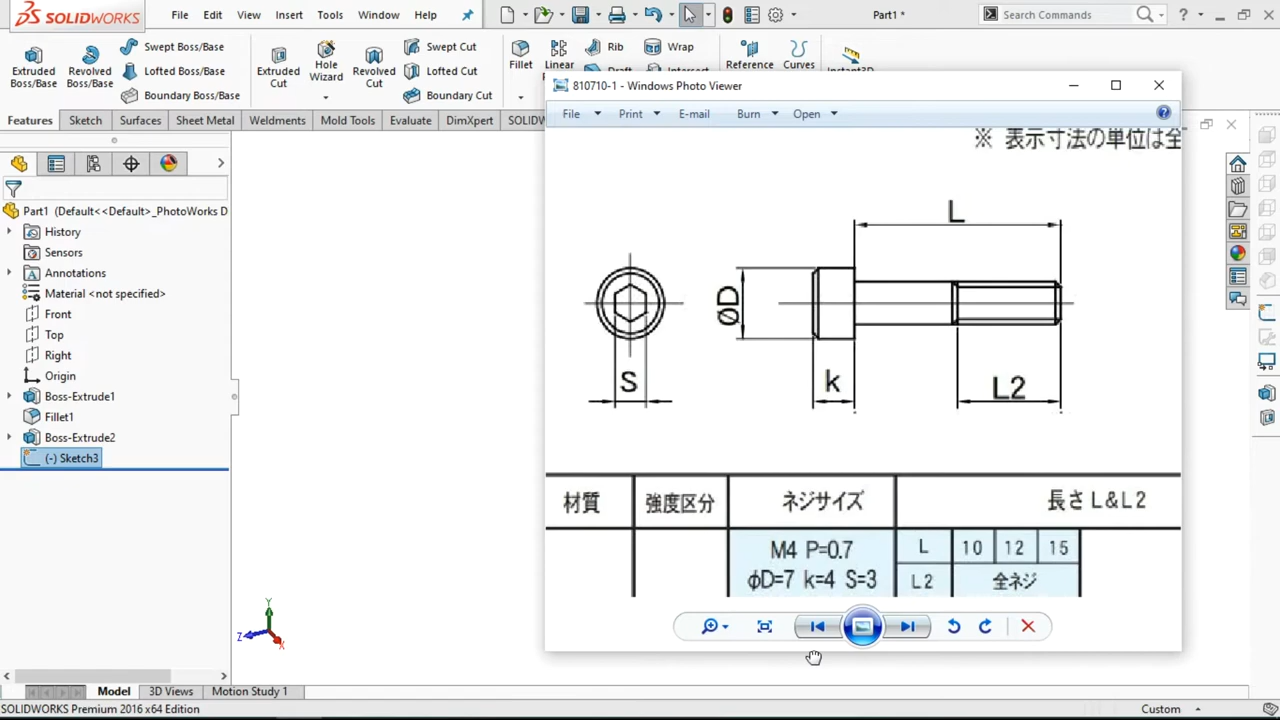 SOLIDWORKS File Edit View Insert Tools Window Help Part1 * Search Commands ?
Swept Boss/Base
Extruded Boss/Base
Revolved Boss/Base
Lofted Boss/Base
Boundary Boss/Base
Extruded Cut
Hole Wizard
Revolved Cut
Swept Cut
Lofted Cut
Boundary Cut
Fillet
Linear
Rib
Draft
Wrap
Intersect
Reference
Curves
Instant3D
Features Sketch Surfaces Sheet Metal Weldments Mold Tools Evaluate DimXpert SOLIDW
810710-1 - Windows Photo Viewer
File Print E-mail Burn Open
※ 表示寸法の単位は全
Part1 (Default<<Default>_PhotoWorks D
History
Sensors
Annotations
Material <not specified>
Front
Top
Right
Origin
Boss-Extrude1
Fillet1
Boss-Extrude2
(-) Sketch3
L
ØD
S
k
L2
材質 強度区分 ネジサイズ 長さL&L2
M4 P=0.7 L 10 12 15
φD=7 k=4 S=3 L2 全ネジ
Y
Z
X
Model 3D Views Motion Study 1
SOLIDWORKS Premium 2016 x64 Edition Custom